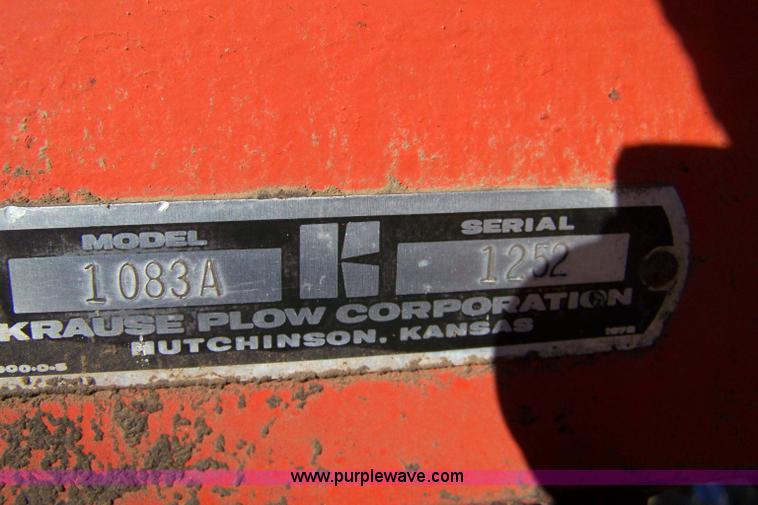 MODEL
SERIAL
1083A
1252
KRAUSE PLOW CORPORATION
HUTCHINSON, KANSAS
www.purplewave.com